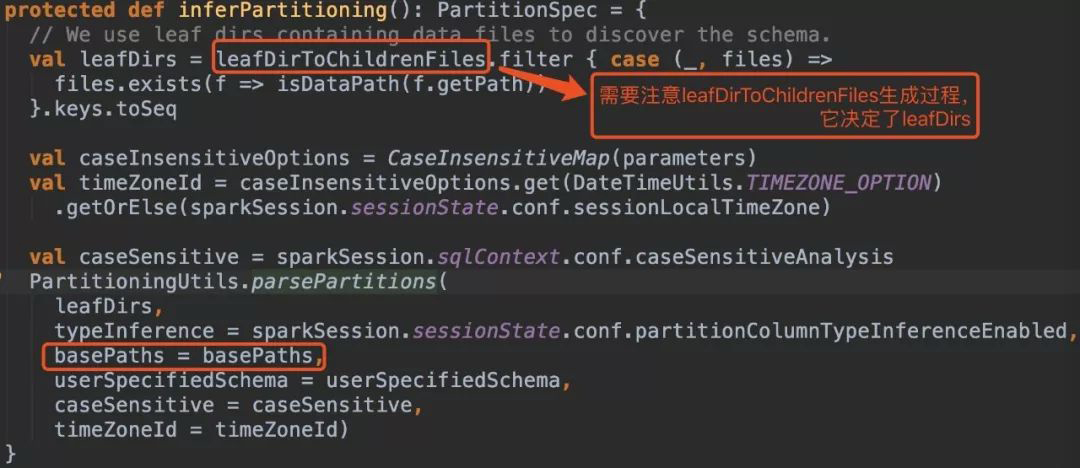 protected def inferPartitioning(): PartitionSpec = {
// We use leaf dirs containing data files to discover the schema.
val leafDirs = leafDirToChildrenFiles.filter { case (_, files) =>
files.exists(f => isDataPath(f.getPath))
}.keys.toSeq
需要注意leafDirToChildrenFiles生成过程,
它决定了leafDirs
val caseInsensitiveOptions = CaseInsensitiveMap(parameters)
val timeZoneId = caseInsensitiveOptions.get(DateTimeUtils.TIMEZONE_OPTION)
.getOrElse(sparkSession.sessionState.conf.sessionLocalTimeZone)
val caseSensitive = sparkSession.sqlContext.conf.caseSensitiveAnalysis
PartitioningUtils.parsePartitions(
leafDirs,
typeInference = sparkSession.sessionState.conf.partitionColumnTypeInferenceEnabled,
basePaths = basePaths,
userSpecifiedSchema = userSpecifiedSchema,
caseSensitive = caseSensitive,
timeZoneId = timeZoneId)
}